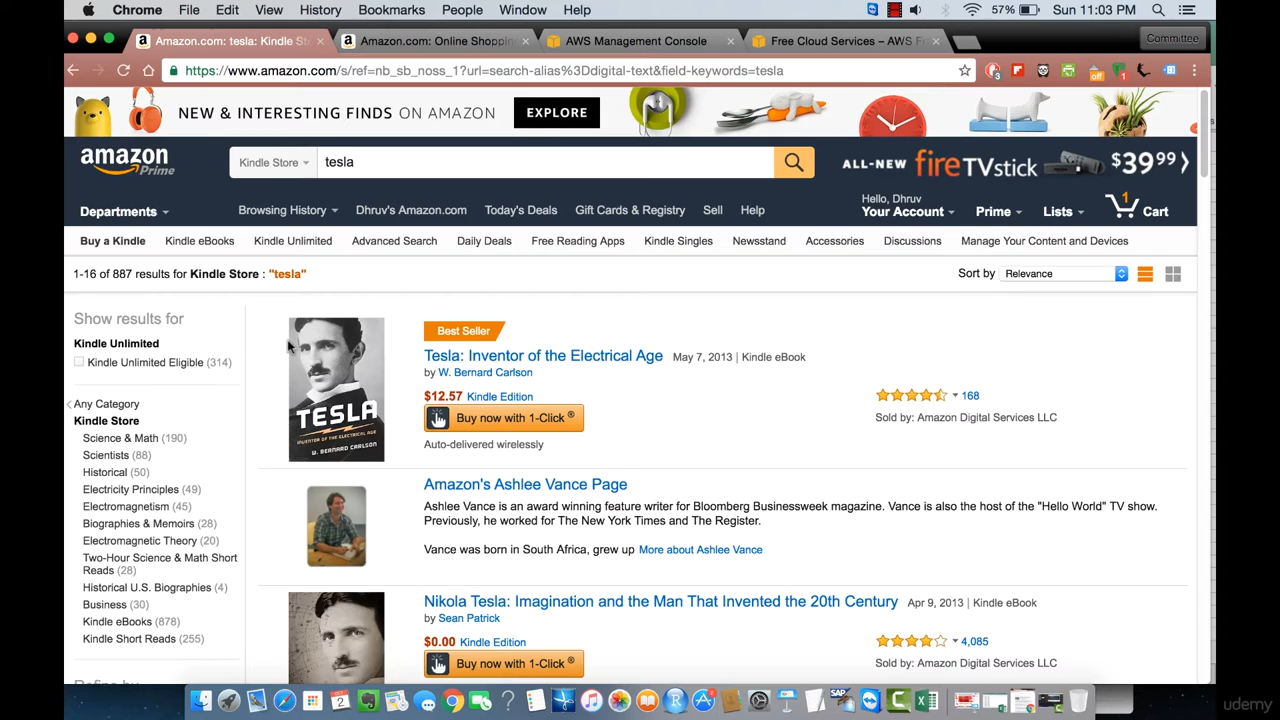 Chrome File Edit View History Bookmarks People Window Help 57% Sun 11:03 PM
Amazon.com: tesla: Kindle St Amazon.com: Online Shoppin AWS Management Console Free Cloud Services – AWS F Committee
https://www.amazon.com/s/ref=nb_sb_noss_1?url=search-alias%3Ddigital-text&field-keywords=tesla
NEW & INTERESTING FINDS ON AMAZON EXPLORE
amazon Prime Kindle Store tesla ALL-NEW fireTVstick $39.99
Departments Browsing History Dhruv's Amazon.com Today's Deals Gift Cards & Registry Sell Help Hello, Dhruv Your Account Prime Lists 1 Cart
Buy a Kindle Kindle eBooks Kindle Unlimited Advanced Search Daily Deals Free Reading Apps Kindle Singles Newsstand Accessories Discussions Manage Your Content and Devices
1-16 of 887 results for Kindle Store : "tesla" Sort by Relevance
Show results for
Kindle Unlimited
Kindle Unlimited Eligible (314)
Any Category
Kindle Store
Science & Math (190)
Scientists (88)
Historical (50)
Electricity Principles (49)
Electromagnetism (45)
Biographies & Memoirs (28)
Electromagnetic Theory (20)
Two-Hour Science & Math Short
Reads (28)
Historical U.S. Biographies (4)
Business (30)
Kindle eBooks (878)
Kindle Short Reads (255)
TESLA
INVENTOR OF THE ELECTRICAL AGE
W. BERNARD CARLSON
Best Seller
Tesla: Inventor of the Electrical Age May 7, 2013 | Kindle eBook
by W. Bernard Carlson
$12.57 Kindle Edition 168
Buy now with 1-Click ® Sold by: Amazon Digital Services LLC
Auto-delivered wirelessly
Amazon's Ashlee Vance Page
Ashlee Vance is an award winning feature writer for Bloomberg Businessweek magazine. Vance is also the host of the "Hello World" TV show.
Previously, he worked for The New York Times and The Register.
Vance was born in South Africa, grew up More about Ashlee Vance
Nikola Tesla: Imagination and the Man That Invented the 20th Century Apr 9, 2013 | Kindle eBook
by Sean Patrick
$0.00 Kindle Edition 4,085
Buy now with 1-Click ® Sold by: Amazon Digital Services LLC
udemy